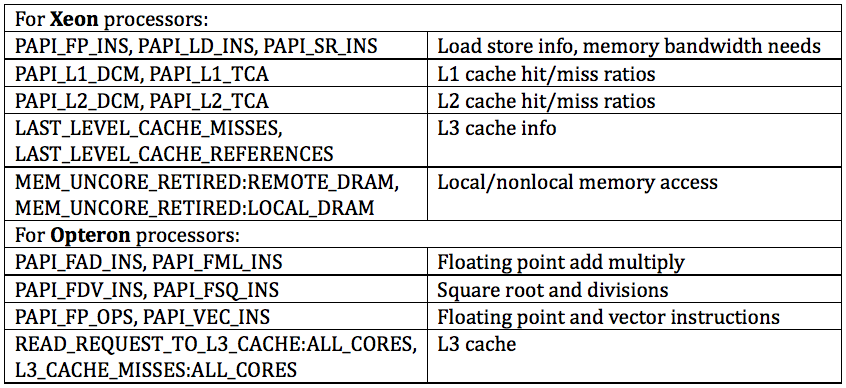 For Xeon processors:
PAPI_FP_INS, PAPI_LD_INS, PAPI_SR_INS Load store info, memory bandwidth needs
PAPI_L1_DCM, PAPI_L1_TCA L1 cache hit/miss ratios
PAPI_L2_DCM, PAPI_L2_TCA L2 cache hit/miss ratios
LAST_LEVEL_CACHE_MISSES, L3 cache info
LAST_LEVEL_CACHE_REFERENCES
MEM_UNCORE_RETIRED:REMOTE_DRAM, Local/nonlocal memory access
MEM_UNCORE_RETIRED:LOCAL_DRAM
For Opteron processors:
PAPI_FAD_INS, PAPI_FML_INS Floating point add multiply
PAPI_FDV_INS, PAPI_FSQ_INS Square root and divisions
PAPI_FP_OPS, PAPI_VEC_INS Floating point and vector instructions
READ_REQUEST_TO_L3_CACHE:ALL_CORES, L3 cache
L3_CACHE_MISSES:ALL_CORES